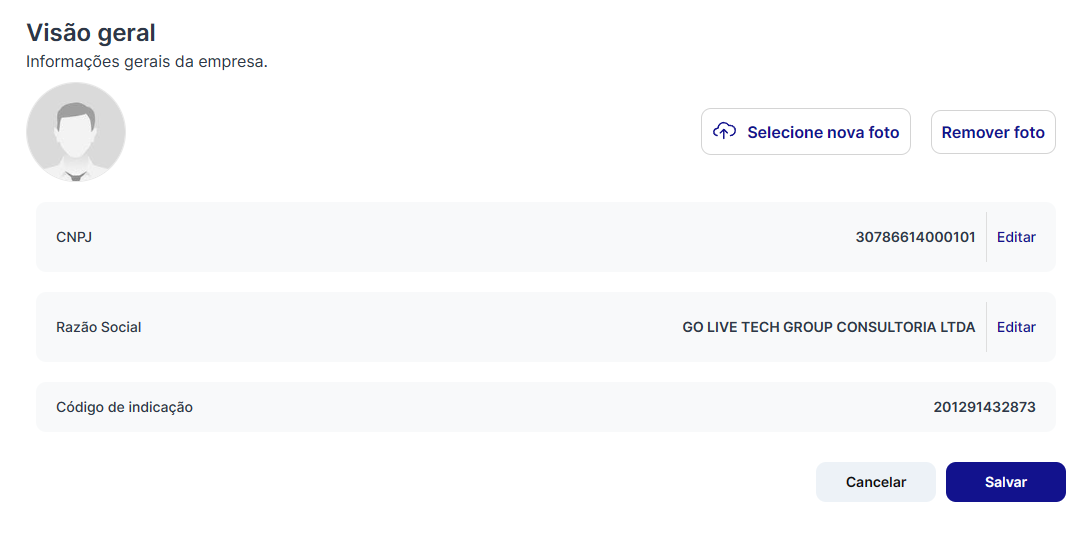 Visão geral
Informações gerais da empresa.
Selecione nova foto
Remover foto
CNPJ 30786614000101 Editar
Razão Social GO LIVE TECH GROUP CONSULTORIA LTDA Editar
Código de indicação 201291432873
Cancelar Salvar